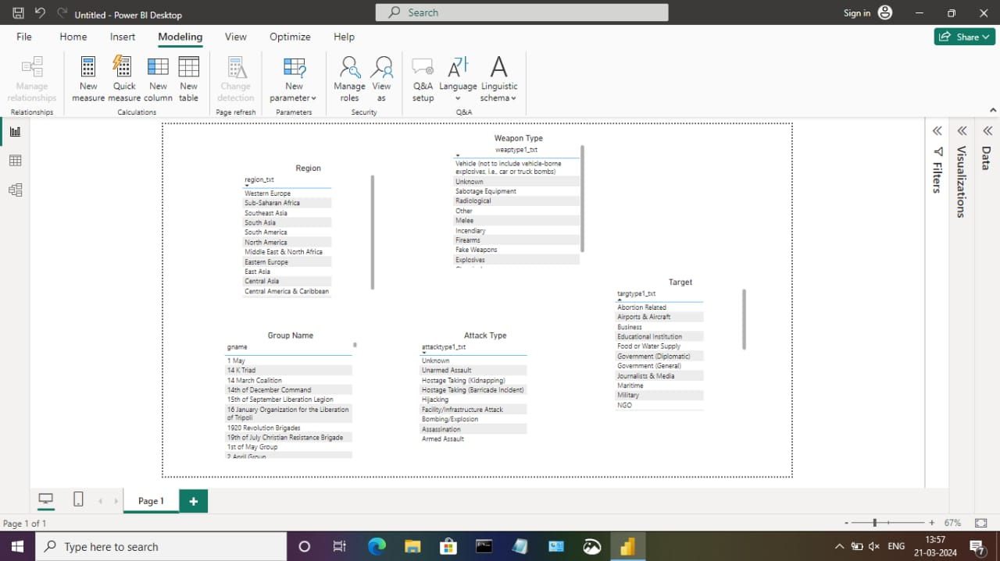 Untitled - Power BI Desktop
Search
Sign in
File
Home
Insert
Modeling
View
Optimize
Help
Share
Manage relationships
New measure
Quick measure
New column
New table
Change detection
New parameter
Manage roles
View as
Q&A setup
Language
Linguistic schema
Relationships
Calculations
Page refresh
Parameters
Security
Q&A
Weapon Type
weaptype1_txt
Vehicle (not to include vehicle-borne
explosives, i.e., car or truck bombs)
Unknown
Sabotage Equipment
Radiological
Other
Melee
Incendiary
Firearms
Fake Weapons
Explosives
Region
region_txt
Western Europe
Sub-Saharan Africa
Southeast Asia
South Asia
South America
North America
Middle East & North Africa
Eastern Europe
East Asia
Central Asia
Central America & Caribbean
Target
targtype1_txt
Abortion Related
Airports & Aircraft
Business
Educational Institution
Food or Water Supply
Government (Diplomatic)
Government (General)
Journalists & Media
Maritime
Military
NGO
Group Name
gname
1 May
14 K Triad
14 March Coalition
14th of December Command
15th of September Liberation Legion
16 January Organization for the Liberation
of Tripoli
1920 Revolution Brigades
19th of July Christian Resistance Brigade
1st of May Group
2 April Group
Attack Type
attacktype1_txt
Unknown
Unarmed Assault
Hostage Taking (Kidnapping)
Hostage Taking (Barricade Incident)
Hijacking
Facility/Infrastructure Attack
Bombing/Explosion
Assassination
Armed Assault
Filters
Visualizations
Data
Page 1
Page 1 of 1
- + 67%
Type here to search
ENG
13:57
21-03-2024
7